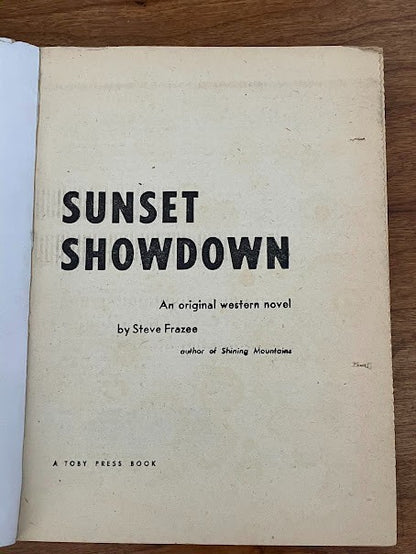 SUNSET
SHOWDOWN
An original western novel
by Steve Frazee
author of Shining Mountains
A TOBY PRESS BOOK